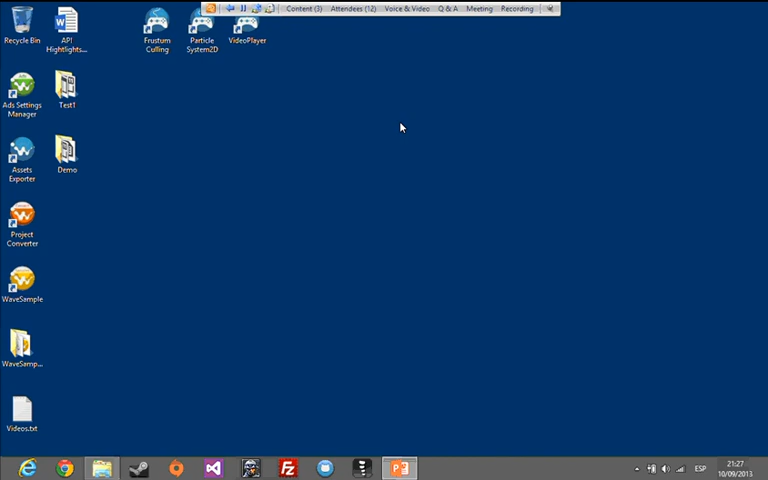 Content (3) Attendees (12) Voice & Video Q & A Meeting Recording
Recycle Bin
API
Hightlights...
Frustum
Culling
Particle
System2D
VideoPlayer
Ads Settings
Manager
Test1
Assets
Exporter
Demo
Project
Converter
WaveSample
WaveSamp...
Videos.txt
ESP
21:27
10/09/2013